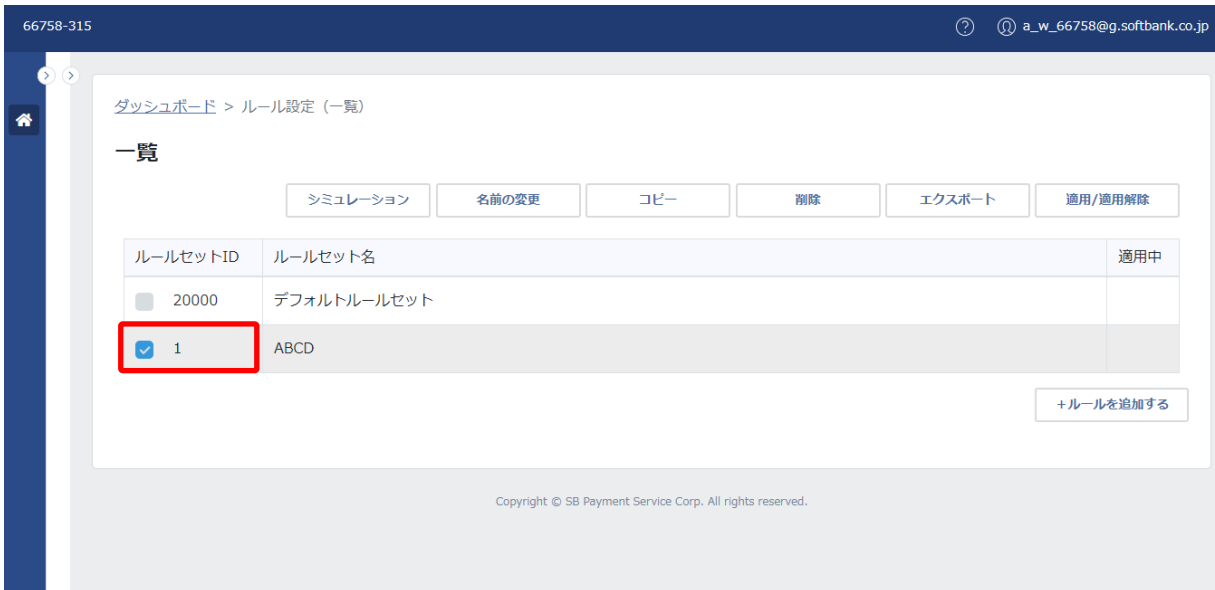 66758-315
a_w_66758@g.softbank.co.jp
ダッシュボード > ルール設定（一覧）
一覧
シミュレーション 名前の変更 コピー 削除 エクスポート 適用/適用解除
ルールセットID ルールセット名 適用中
20000 デフォルトルールセット
1 ABCD
+ルールを追加する
Copyright © SB Payment Service Corp. All rights reserved.